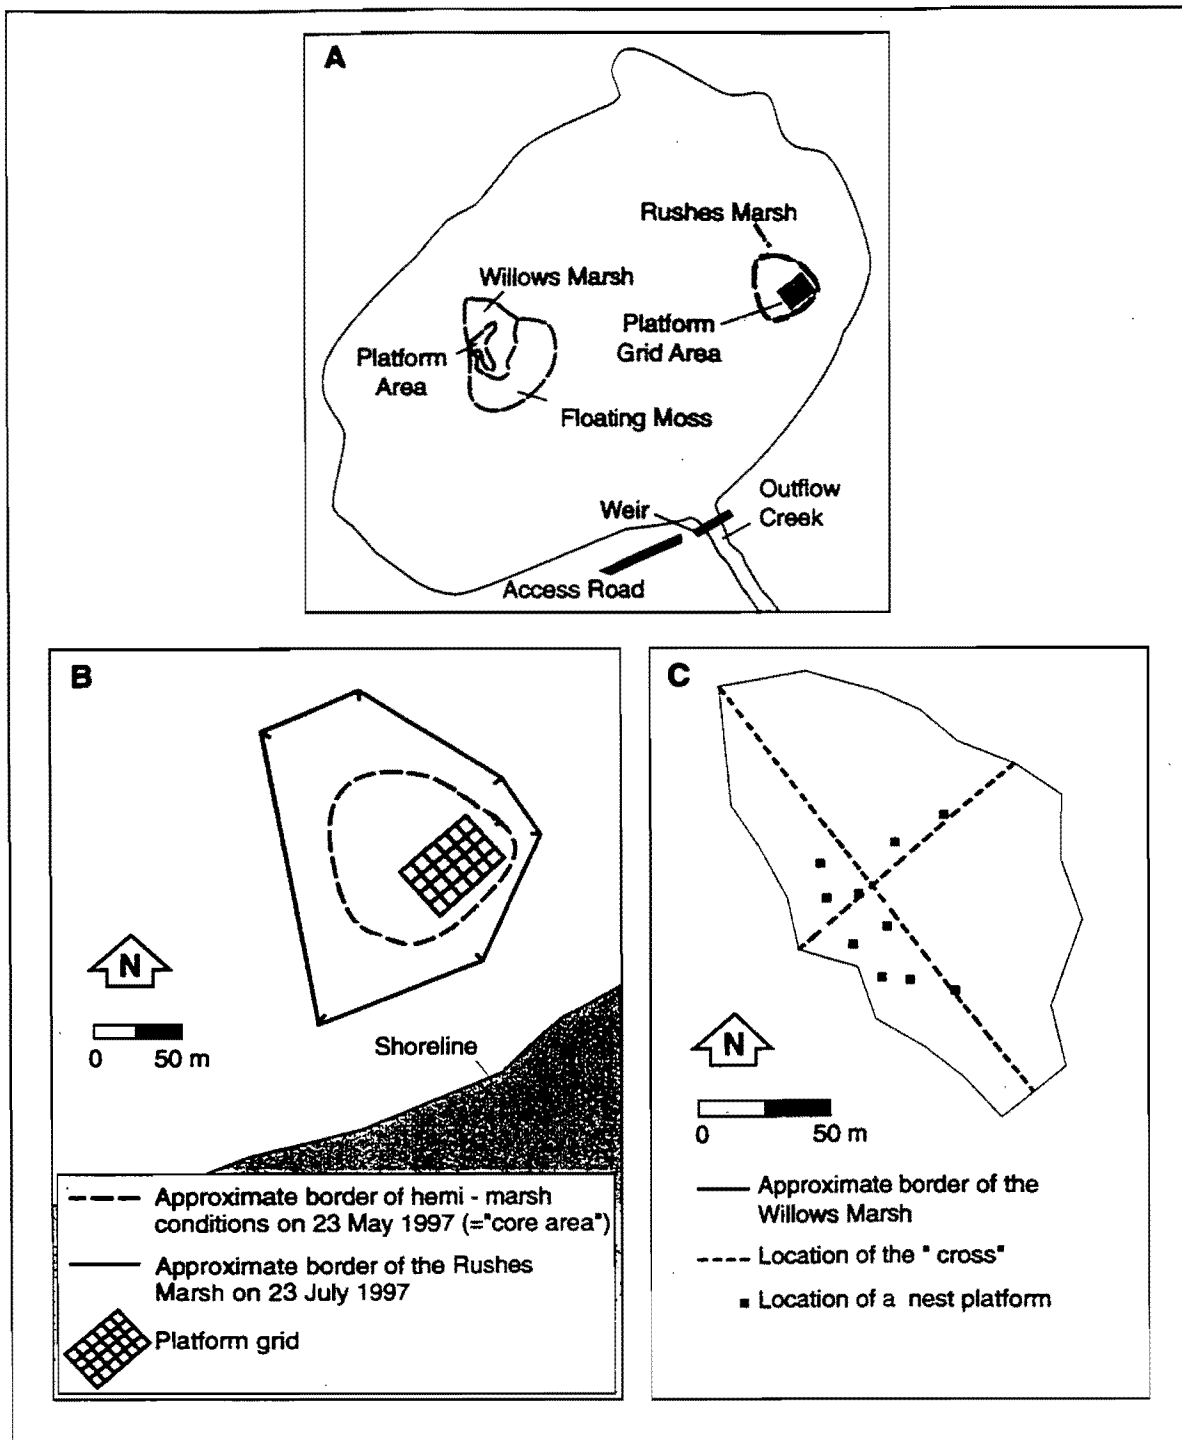 A
Rushes Marsh
Willows Marsh
Platform
Grid Area
Platform
Area
Floating Moss
Outflow
Creek
Weir
Access Road
B
N
0 50 m
Shoreline
Approximate border of hemi - marsh
conditions on 23 May 1997 (="core area")
Approximate border of the Rushes
Marsh on 23 July 1997
Platform grid
C
N
0 50 m
Approximate border of the
Willows Marsh
Location of the " cross"
Location of a nest platform